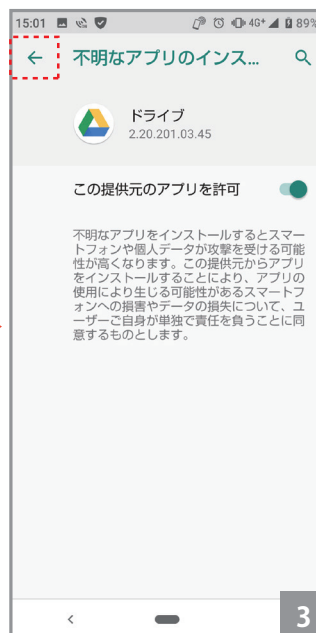 15:01 4G+ 89%
不明なアプリのインス...
ドライブ
2.20.201.03.45
この提供元のアプリを許可
不明なアプリをインストールするとスマー
トフォンや個人データが攻撃を受ける可能
性が高くなります。この提供元からアプリ
をインストールすることにより、アプリの
使用により生じる可能性があるスマートフ
ォンへの損害やデータの損失について、ユ
ーザーご自身が単独で責任を負うことに同
意するものとします。
3